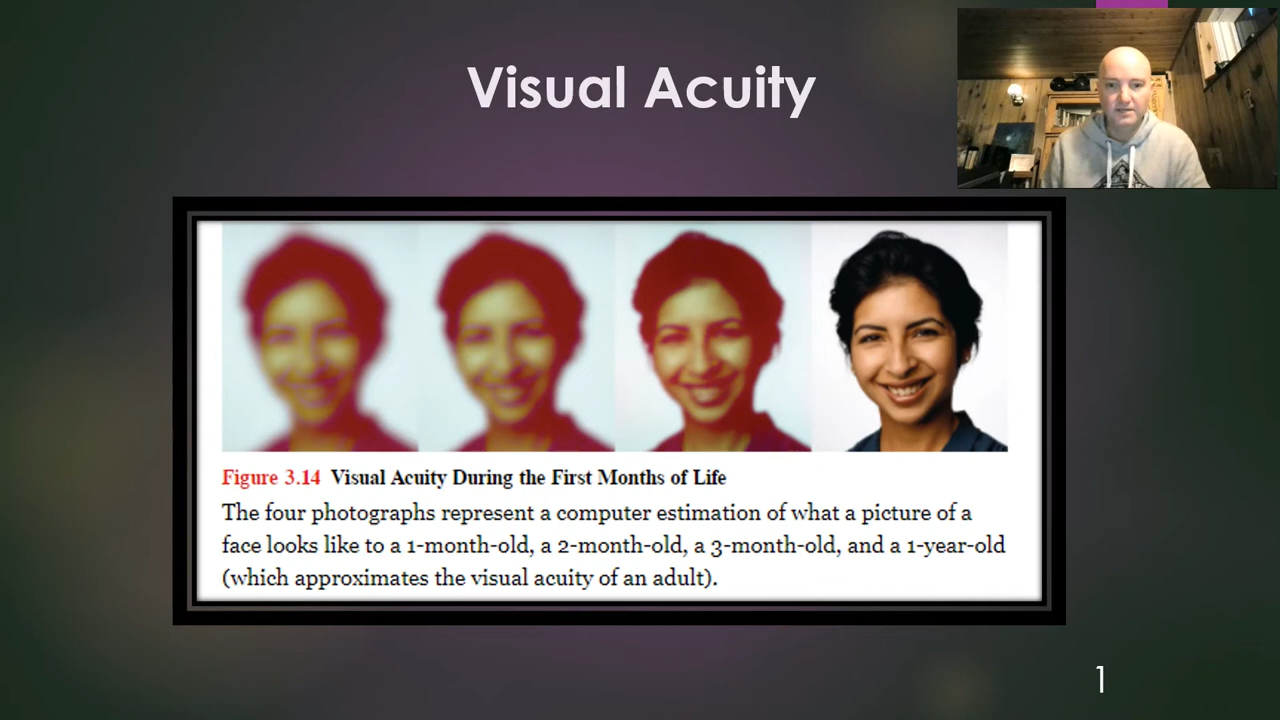 Visual Acuity
Figure 3.14 Visual Acuity During the First Months of Life
The four photographs represent a computer estimation of what a picture of a
face looks like to a 1-month-old, a 2-month-old, a 3-month-old, and a 1-year-old
(which approximates the visual acuity of an adult).
1